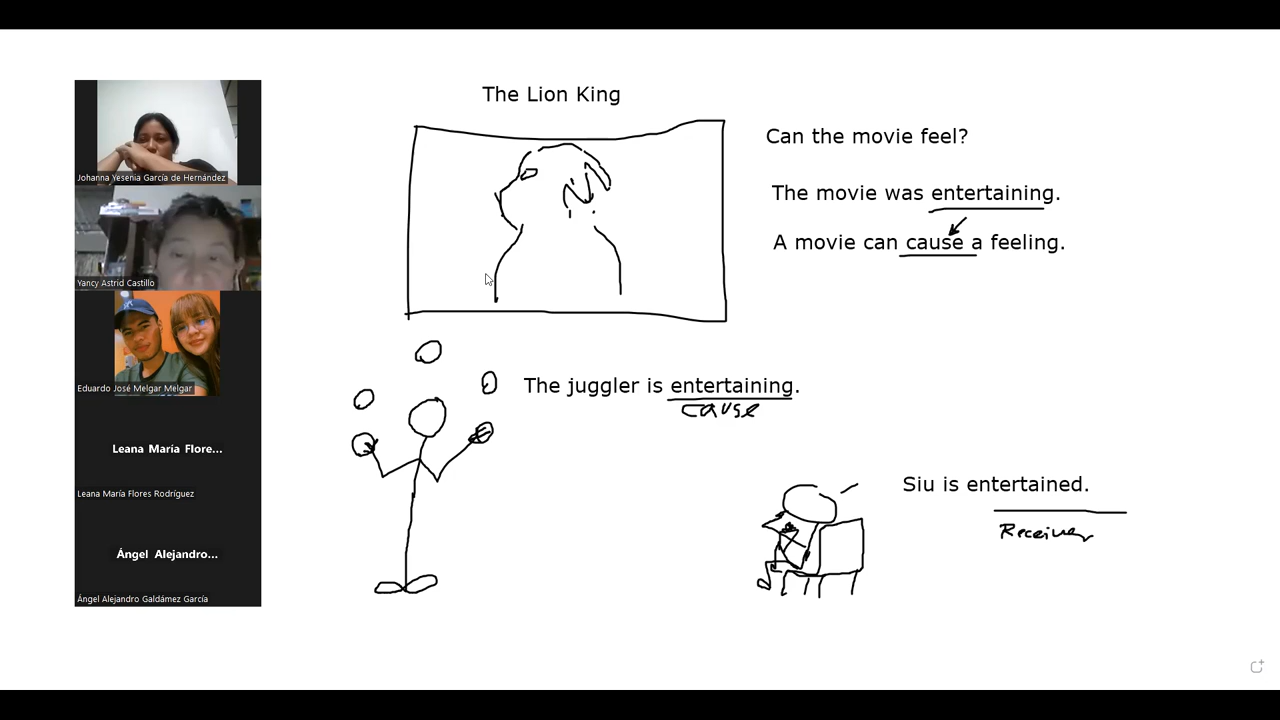 The Lion King
Can the movie feel?
The movie was entertaining.
A movie can cause a feeling.
The juggler is entertaining.
cause
Siu is entertained.
Receiver
Johanna Yesenia García de Hernández
Yancy Astrid Castillo
Eduardo José Melgar Melgar
Leana María Flore...
Leana María Flores Rodríguez
Ángel Alejandro...
Ángel Alejandro Galdámez García